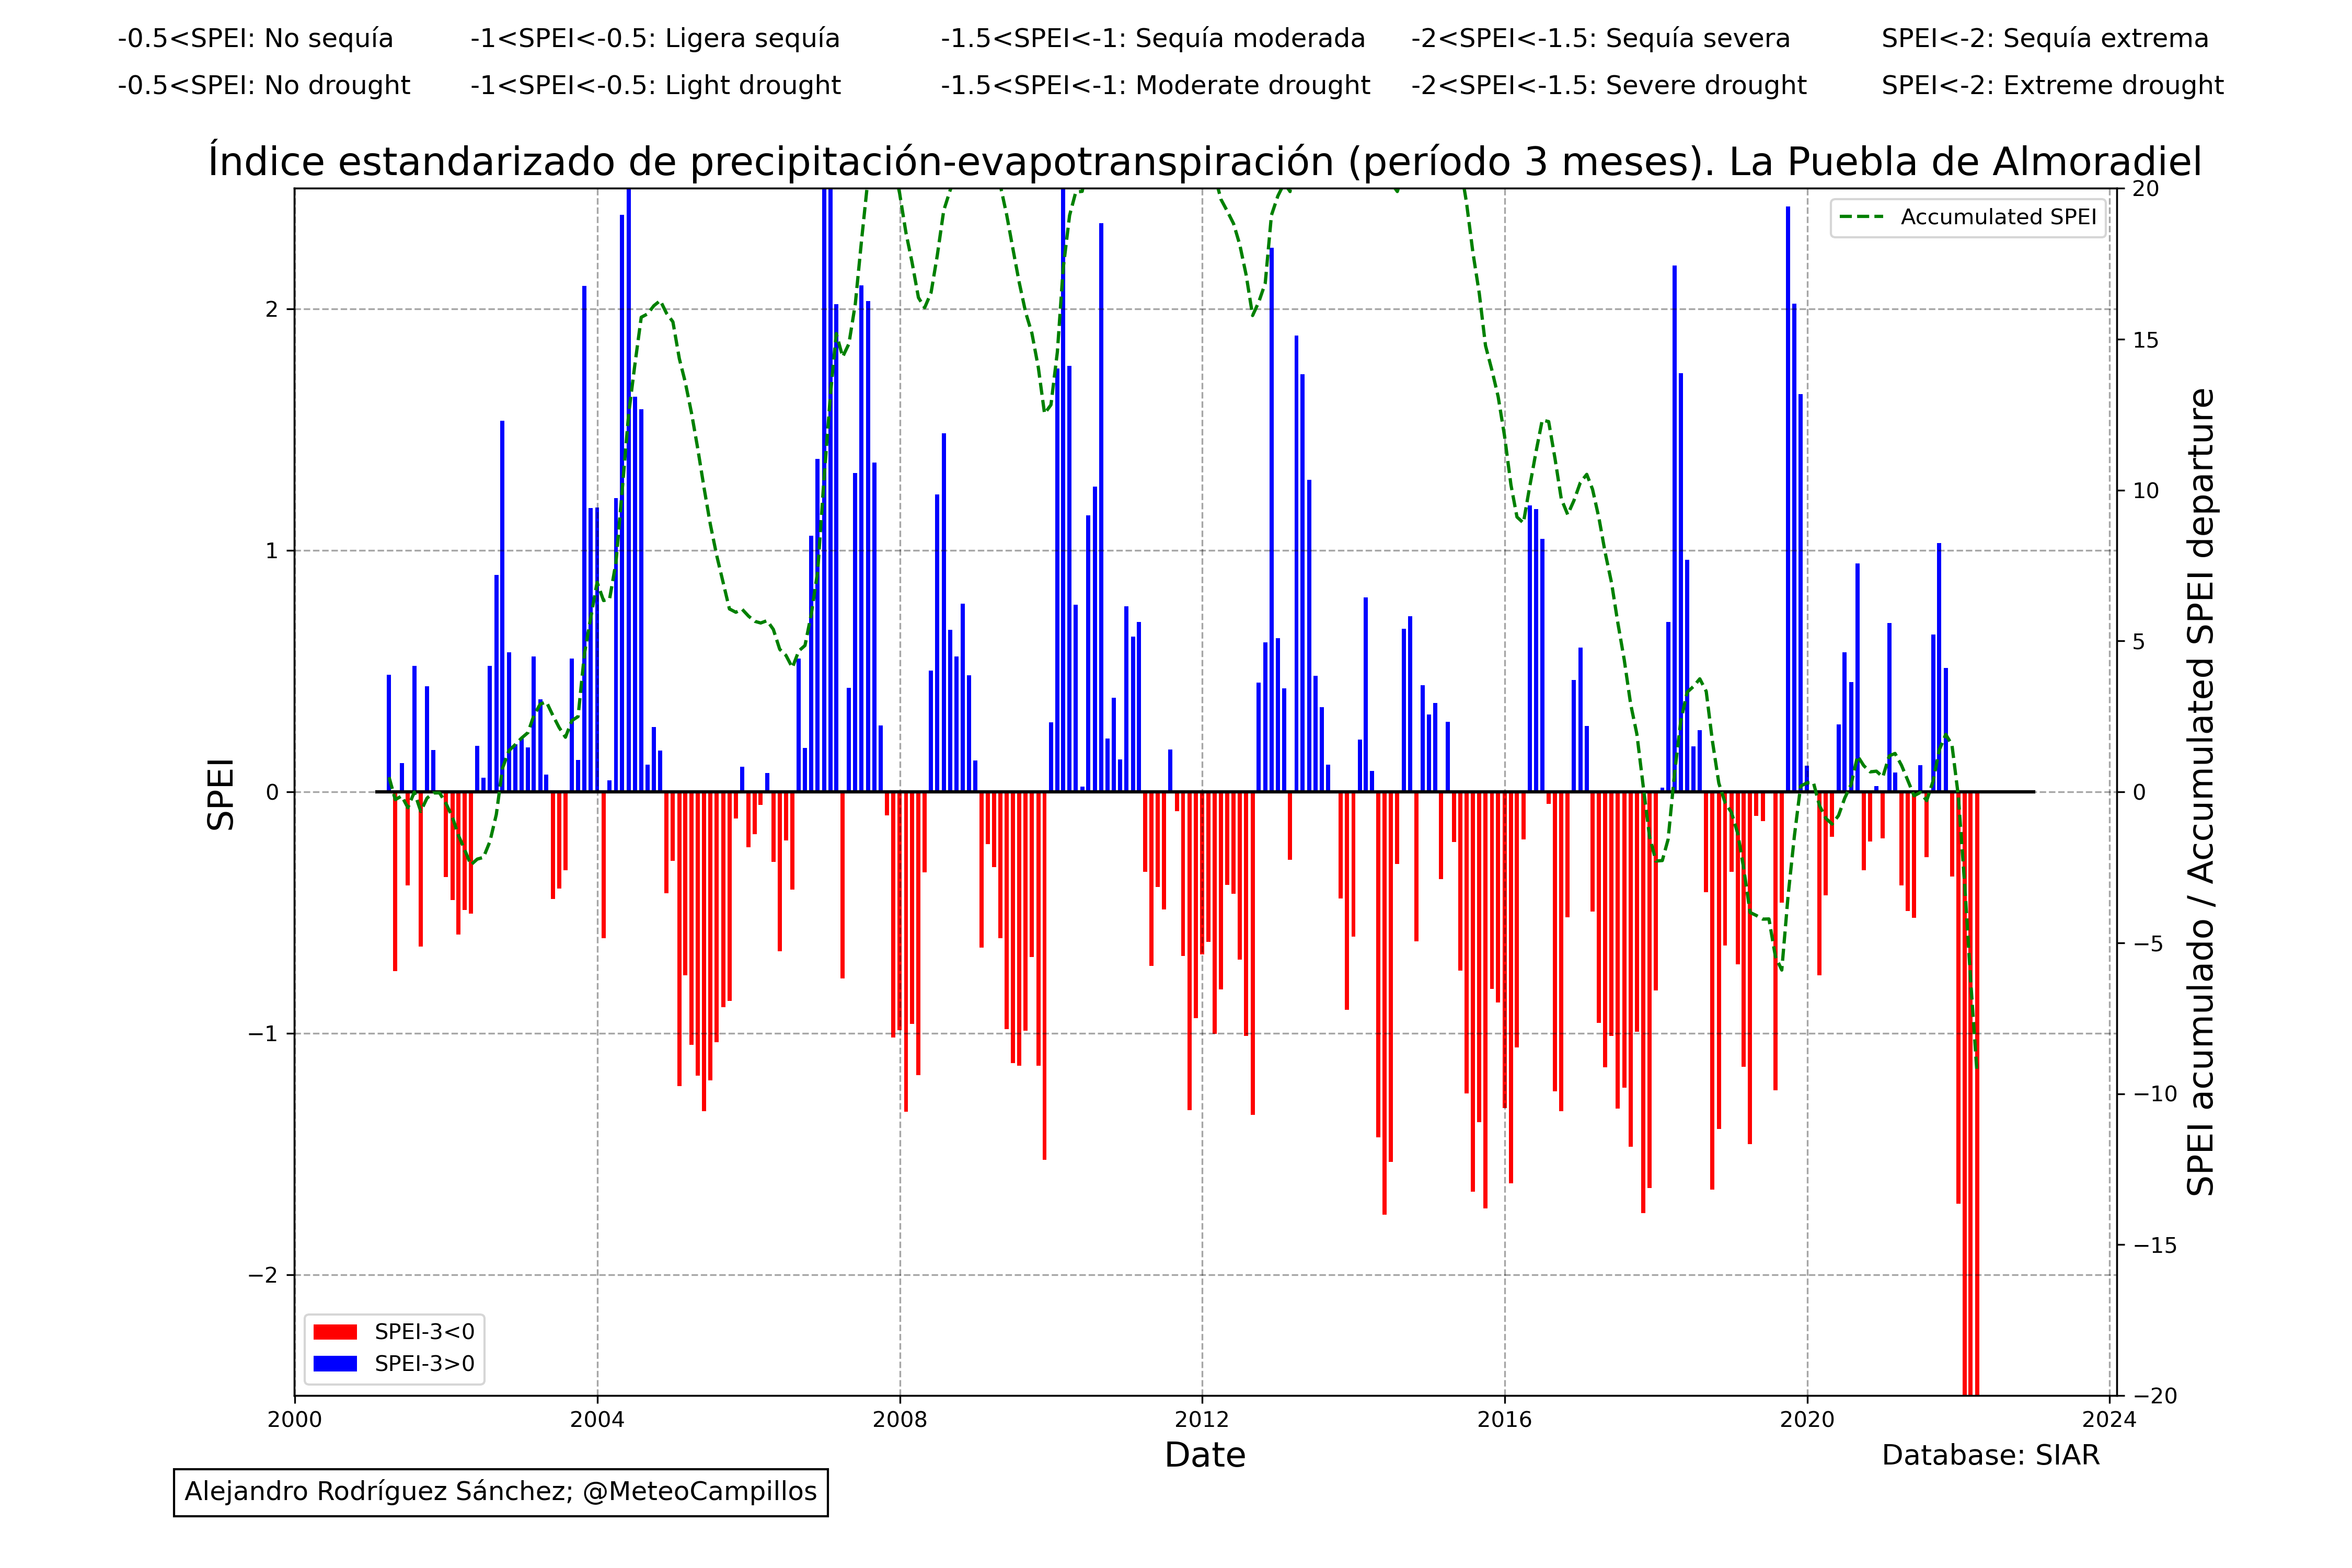 -0.5<SPEI: No sequía -1<SPEI<-0.5: Ligera sequía -1.5<SPEI<-1: Sequía moderada -2<SPEI<-1.5: Sequía severa SPEI<-2: Sequía extrema
-0.5<SPEI: No drought -1<SPEI<-0.5: Light drought -1.5<SPEI<-1: Moderate drought -2<SPEI<-1.5: Severe drought SPEI<-2: Extreme drought
Índice estandarizado de precipitación-evapotranspiración (período 3 meses). La Puebla de Almoradiel
Accumulated SPEI
SPEI
2
1
0
−1
−2
20
15
10
5
0
−5
−10
−15
−20
SPEI acumulado / Accumulated SPEI departure
SPEI-3<0
SPEI-3>0
2000 2004 2008 2012 2016 2020 2024
Date
Database: SIAR
Alejandro Rodríguez Sánchez; @MeteoCampillos